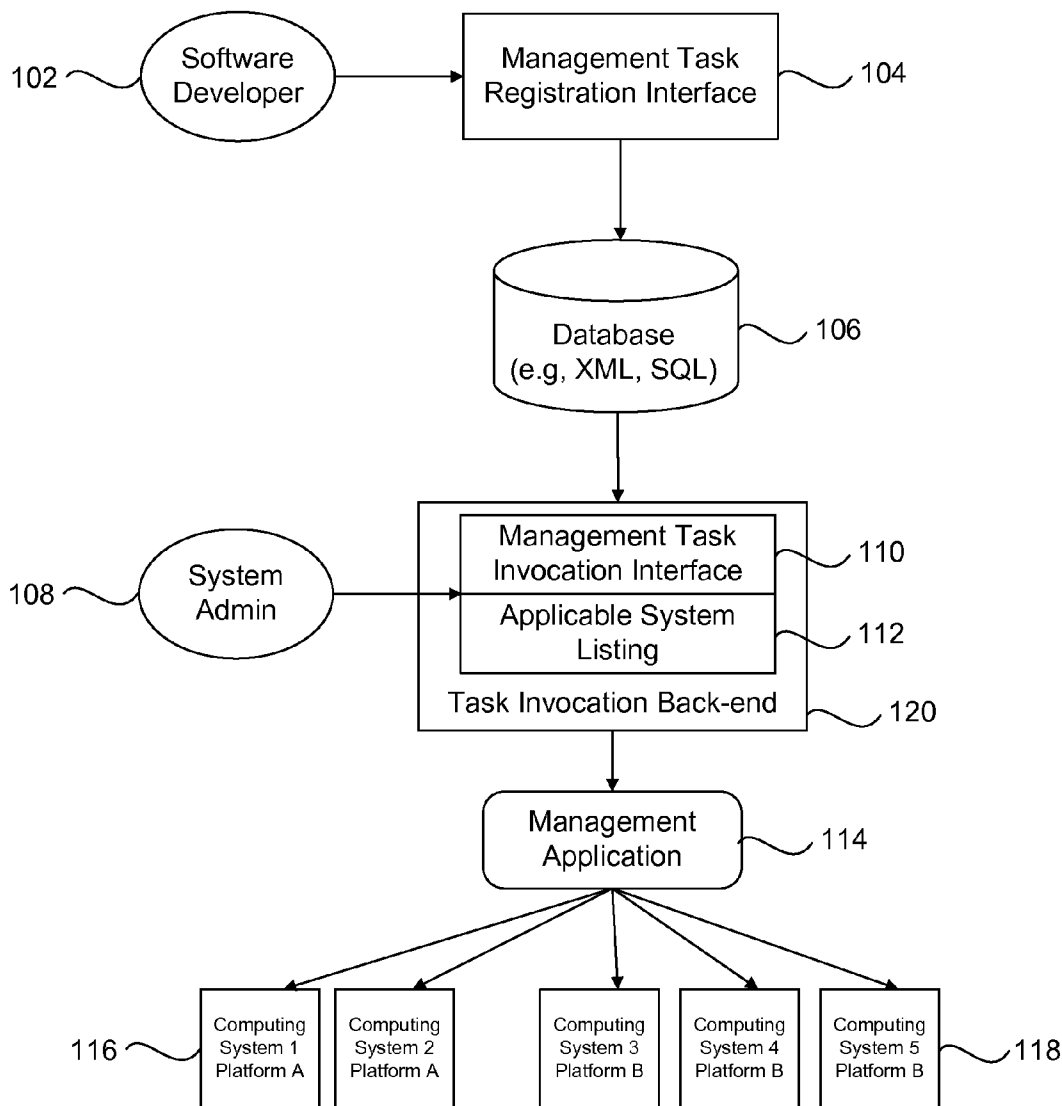 102
Software
Developer
Management Task
Registration Interface
104
Database
(e.g, XML, SQL)
106
108
System
Admin
Management Task
Invocation Interface
110
Applicable System
Listing
112
Task Invocation Back-end
120
Management
Application
114
116
Computing
System 1
Platform A
Computing
System 2
Platform A
Computing
System 3
Platform B
Computing
System 4
Platform B
Computing
System 5
Platform B
118